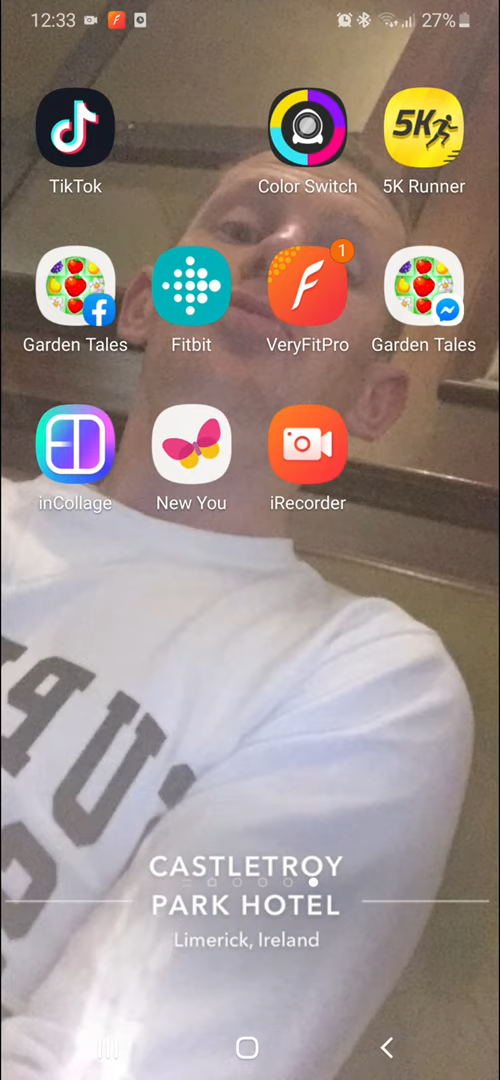 12:33
27%
TikTok
Color Switch
5K
5K Runner
1
Garden Tales
Fitbit
VeryFitPro
Garden Tales
inCollage
New You
iRecorder
CASTLETROY
PARK HOTEL
Limerick, Ireland